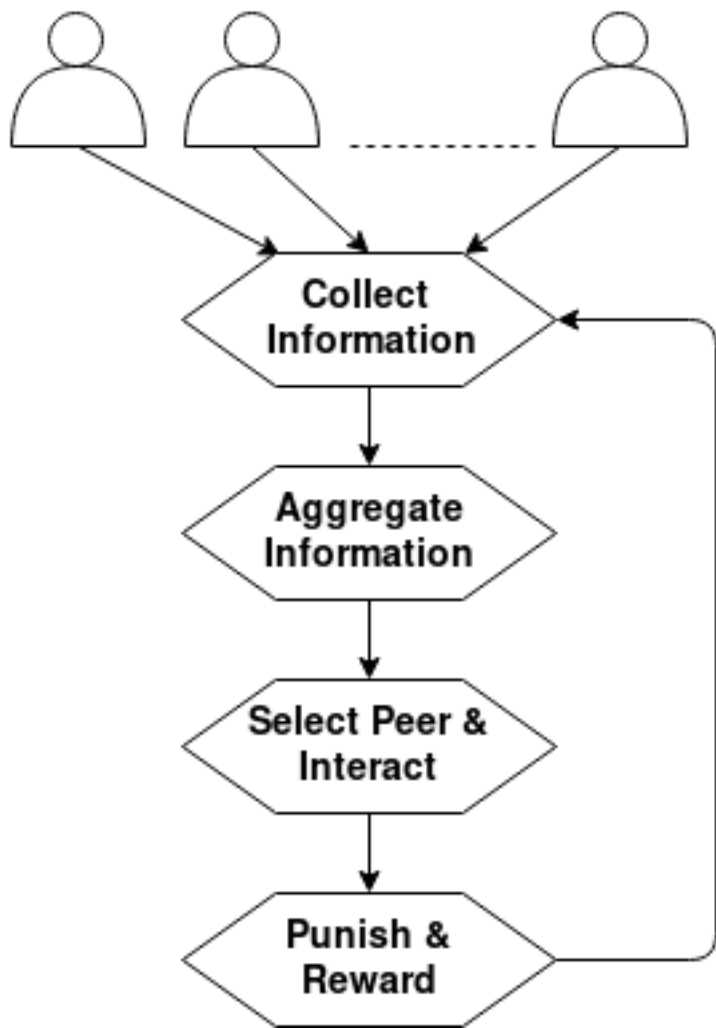 Collect
Information
Aggregate
Information
Select Peer &
Interact
Punish &
Reward